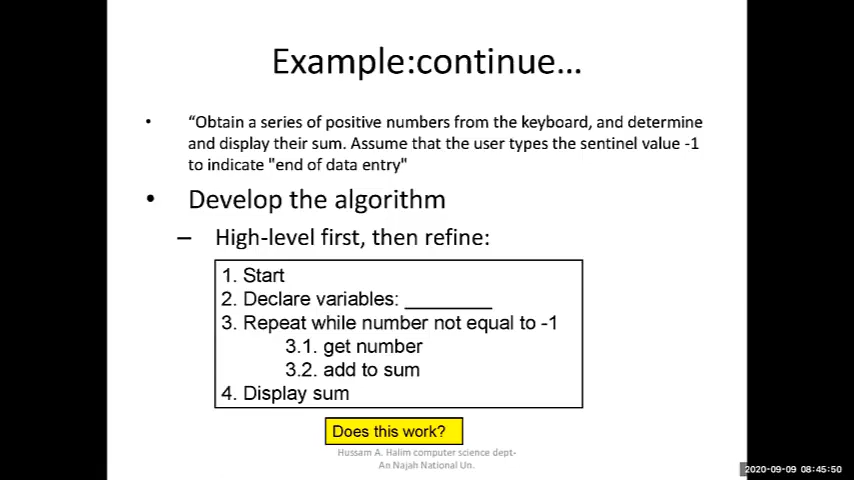 Example:continue...
• “Obtain a series of positive numbers from the keyboard, and determine
and display their sum. Assume that the user types the sentinel value -1
to indicate "end of data entry"
• Develop the algorithm
– High-level first, then refine:
1. Start
2. Declare variables: _________
3. Repeat while number not equal to -1
3.1. get number
3.2. add to sum
4. Display sum
Does this work?
Hussam A. Halim computer science dept-
An Najah National Un.
2020-09-09 08:45:50